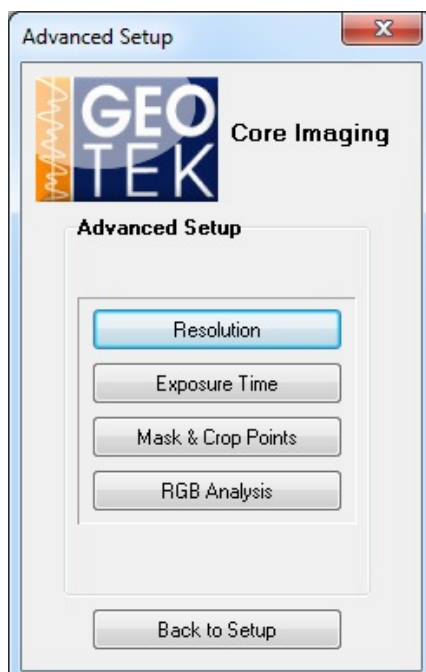 Advanced Setup
X
GEO
TEK
Core Imaging
Advanced Setup
Resolution
Exposure Time
Mask & Crop Points
RGB Analysis
Back to Setup